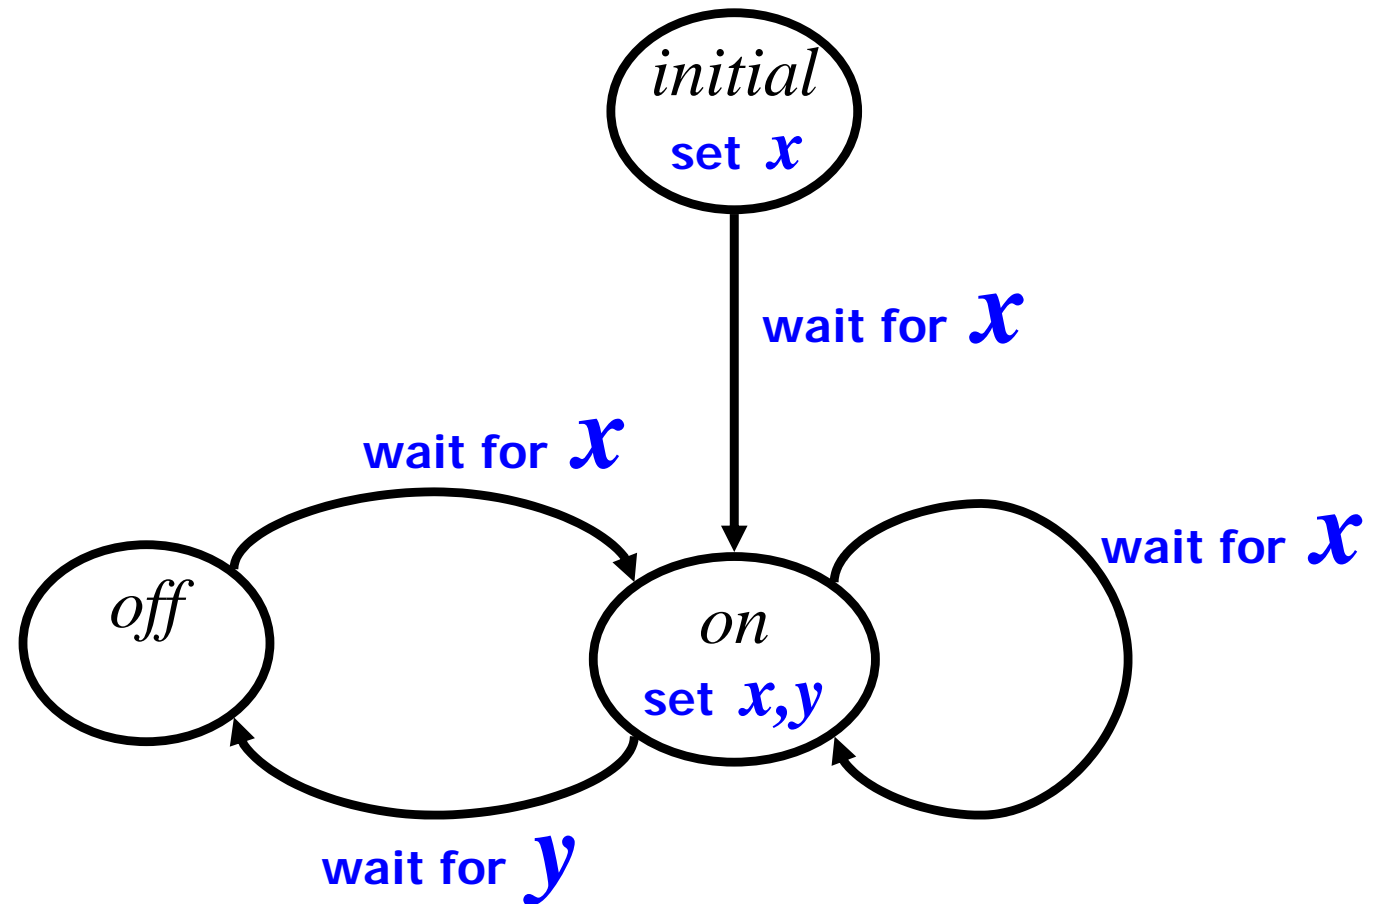 initial
set x
wait for x
wait for x
wait for x
off
on
set x,y
wait for y